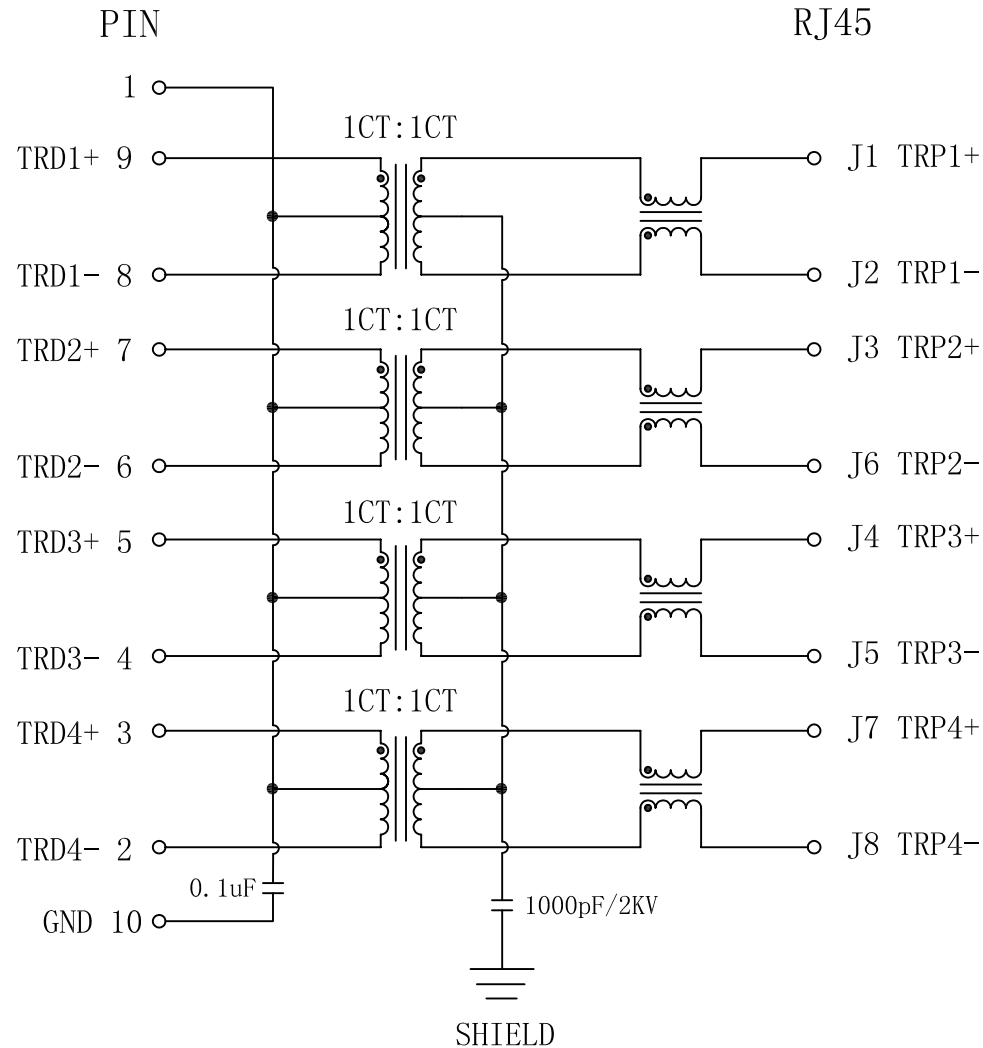 PIN RJ45
1
1CT:1CT
TRD1+ 9 J1 TRP1+
TRD1- 8 J2 TRP1-
1CT:1CT
TRD2+ 7 J3 TRP2+
TRD2- 6 J6 TRP2-
1CT:1CT
TRD3+ 5 J4 TRP3+
TRD3- 4 J5 TRP3-
1CT:1CT
TRD4+ 3 J7 TRP4+
TRD4- 2 J8 TRP4-
0.1uF
1000pF/2KV
GND 10
SHIELD